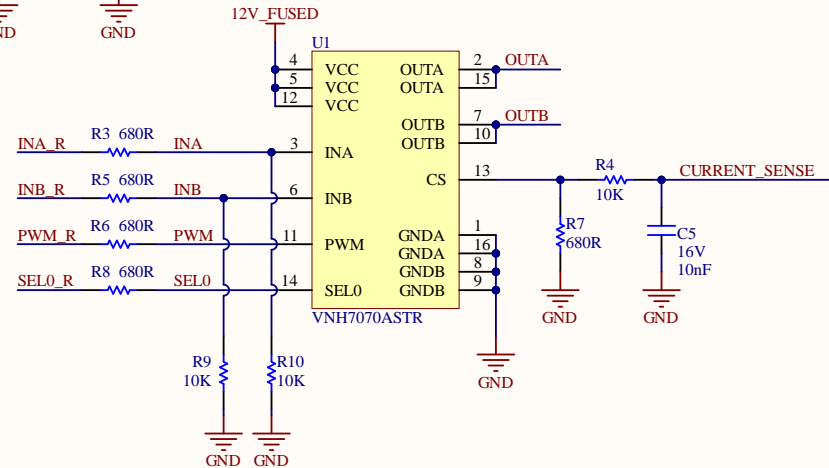 ND
GND
12V_FUSED
U1
4 VCC OUTA 2 OUTA
5 VCC OUTA 15
12 VCC
OUTB 7 OUTB
OUTB 10
INA_R R3 680R INA 3 INA
CS 13 R4 10K CURRENT_SENSE
INB_R R5 680R INB 6 INB
R7 680R
C5 16V 10nF
PWM_R R6 680R PWM 11 PWM
GNDA 1
GNDA 16
GNDB 8
GNDB 9
SEL0_R R8 680R SEL0 14 SEL0
VNH7070ASTR
GND GND
R9 10K R10 10K
GND
GND GND